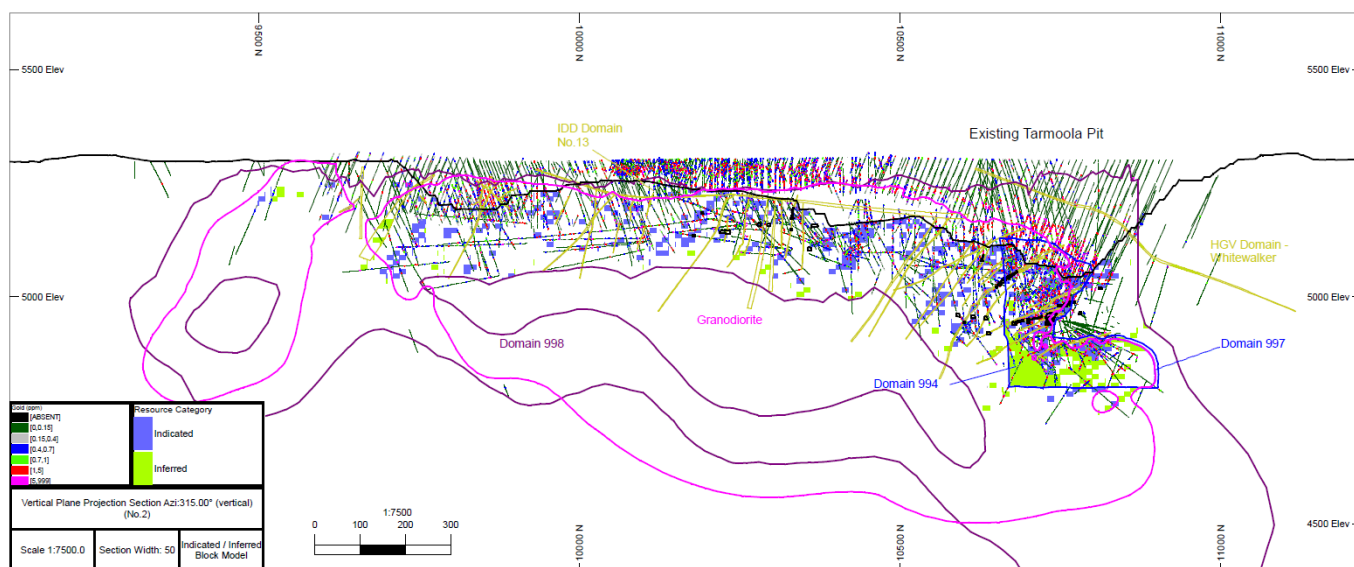 9500 N
10000 N
10500 N
11000 N
5500 Elev
5500 Elev
IDD Domain
No.13
Existing Tarmoola Pit
HGV Domain -
Whitewalker
5000 Elev
5000 Elev
Granodiorite
Domain 998
Domain 997
Domain 994
Gold (ppm)
[ABSENT]
[0,0.15]
[0.15,0.4]
[0.4,0.7]
[0.7,1]
[1,5]
[5,999]
Resource Category
Indicated
Inferred
Vertical Plane Projection Section Azi:315.00° (vertical)
(No.2)
Scale 1:7500.0
Section Width: 50
Indicated / Inferred
Block Model
1:7500
0 100 200 300
4500 Elev
10000 N
10500 N
11000 N